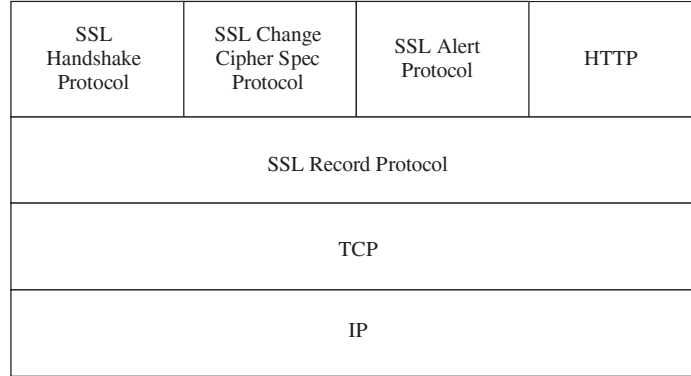 SSL
Handshake
Protocol
SSL Change
Cipher Spec
Protocol
SSL Alert
Protocol
HTTP
SSL Record Protocol
TCP
IP